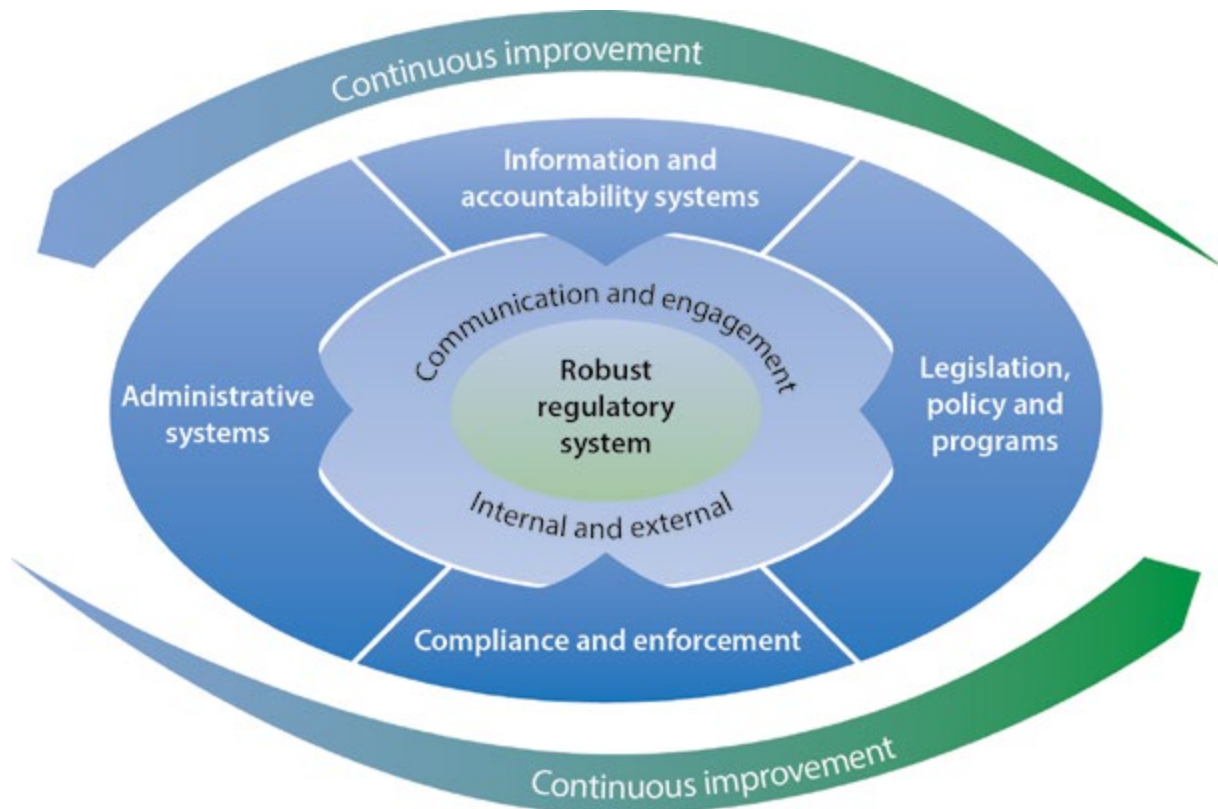 Continuous improvement
Information and
accountability systems
Communication and engagement
Administrative
systems
Robust
regulatory
system
Legislation,
policy and
programs
Internal and external
Compliance and enforcement
Continuous improvement